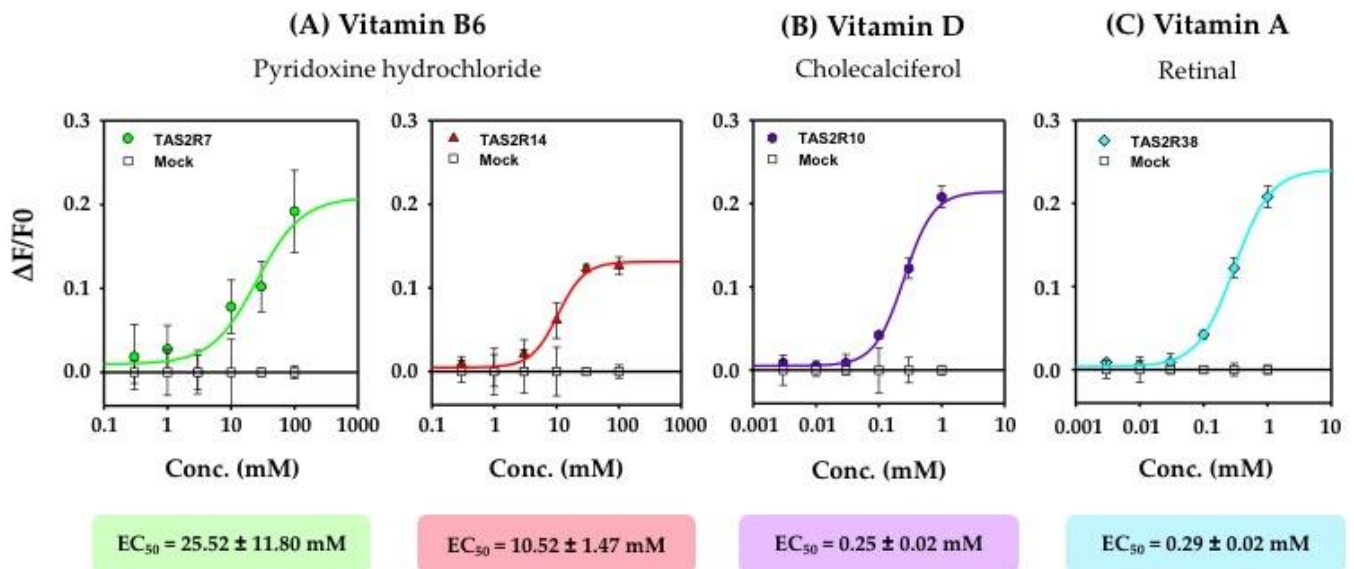 (A) Vitamin B6
(B) Vitamin D
(C) Vitamin A
Pyridoxine hydrochloride
Cholecalciferol
Retinal
ΔF/F0
0.3
0.2
0.1
0.0
TAS2R7
Mock
0.1 1 10 100 1000
Conc. (mM)
0.3
0.2
0.1
0.0
TAS2R14
Mock
0.1 1 10 100 1000
Conc. (mM)
0.3
0.2
0.1
0.0
TAS2R10
Mock
0.001 0.01 0.1 1 10
Conc. (mM)
0.3
0.2
0.1
0.0
TAS2R38
Mock
0.001 0.01 0.1 1 10
Conc. (mM)
EC₅₀ = 25.52 ± 11.80 mM
EC₅₀ = 10.52 ± 1.47 mM
EC₅₀ = 0.25 ± 0.02 mM
EC₅₀ = 0.29 ± 0.02 mM